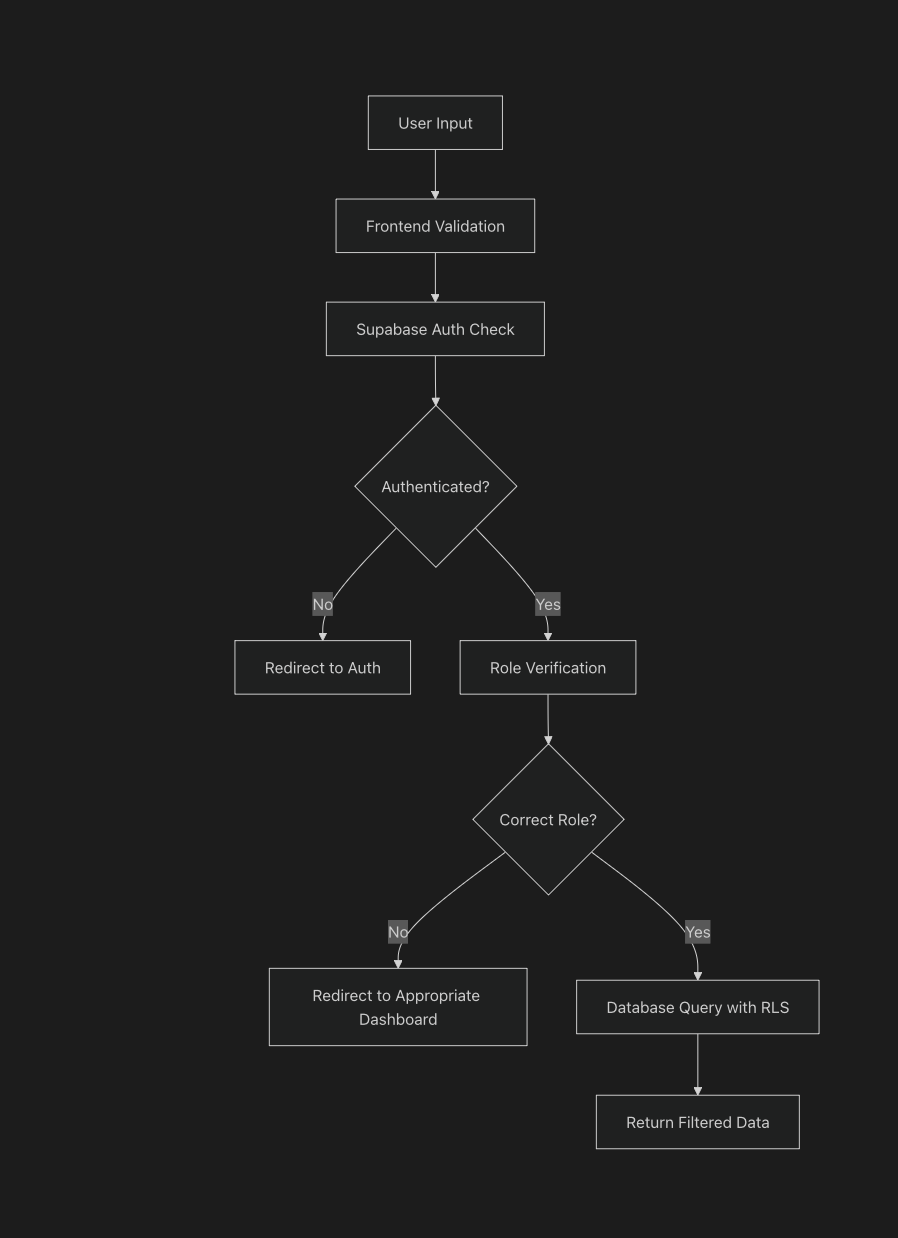 User Input
Frontend Validation
Supabase Auth Check
Authenticated?
No
Yes
Redirect to Auth
Role Verification
Correct Role?
No
Yes
Redirect to Appropriate
Dashboard
Database Query with RLS
Return Filtered Data